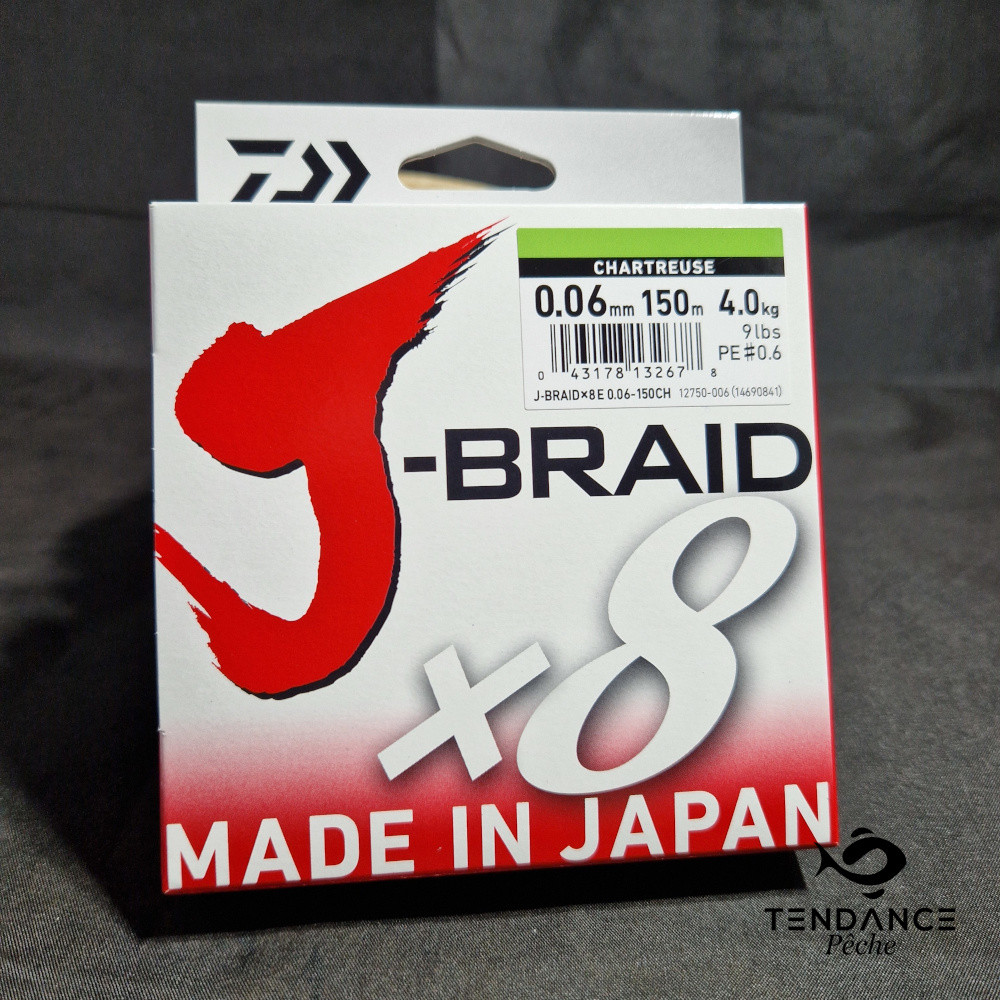 CHARTREUSE
0.06mm 150m 4.0kg
9lbs
PE#0.6
0 43178 13267 8
J-BRAID×8E 0.06-150CH 12750-006 (14690841)
J-BRAID
×8
MADE IN JAPAN
TENDANCE
Pêche